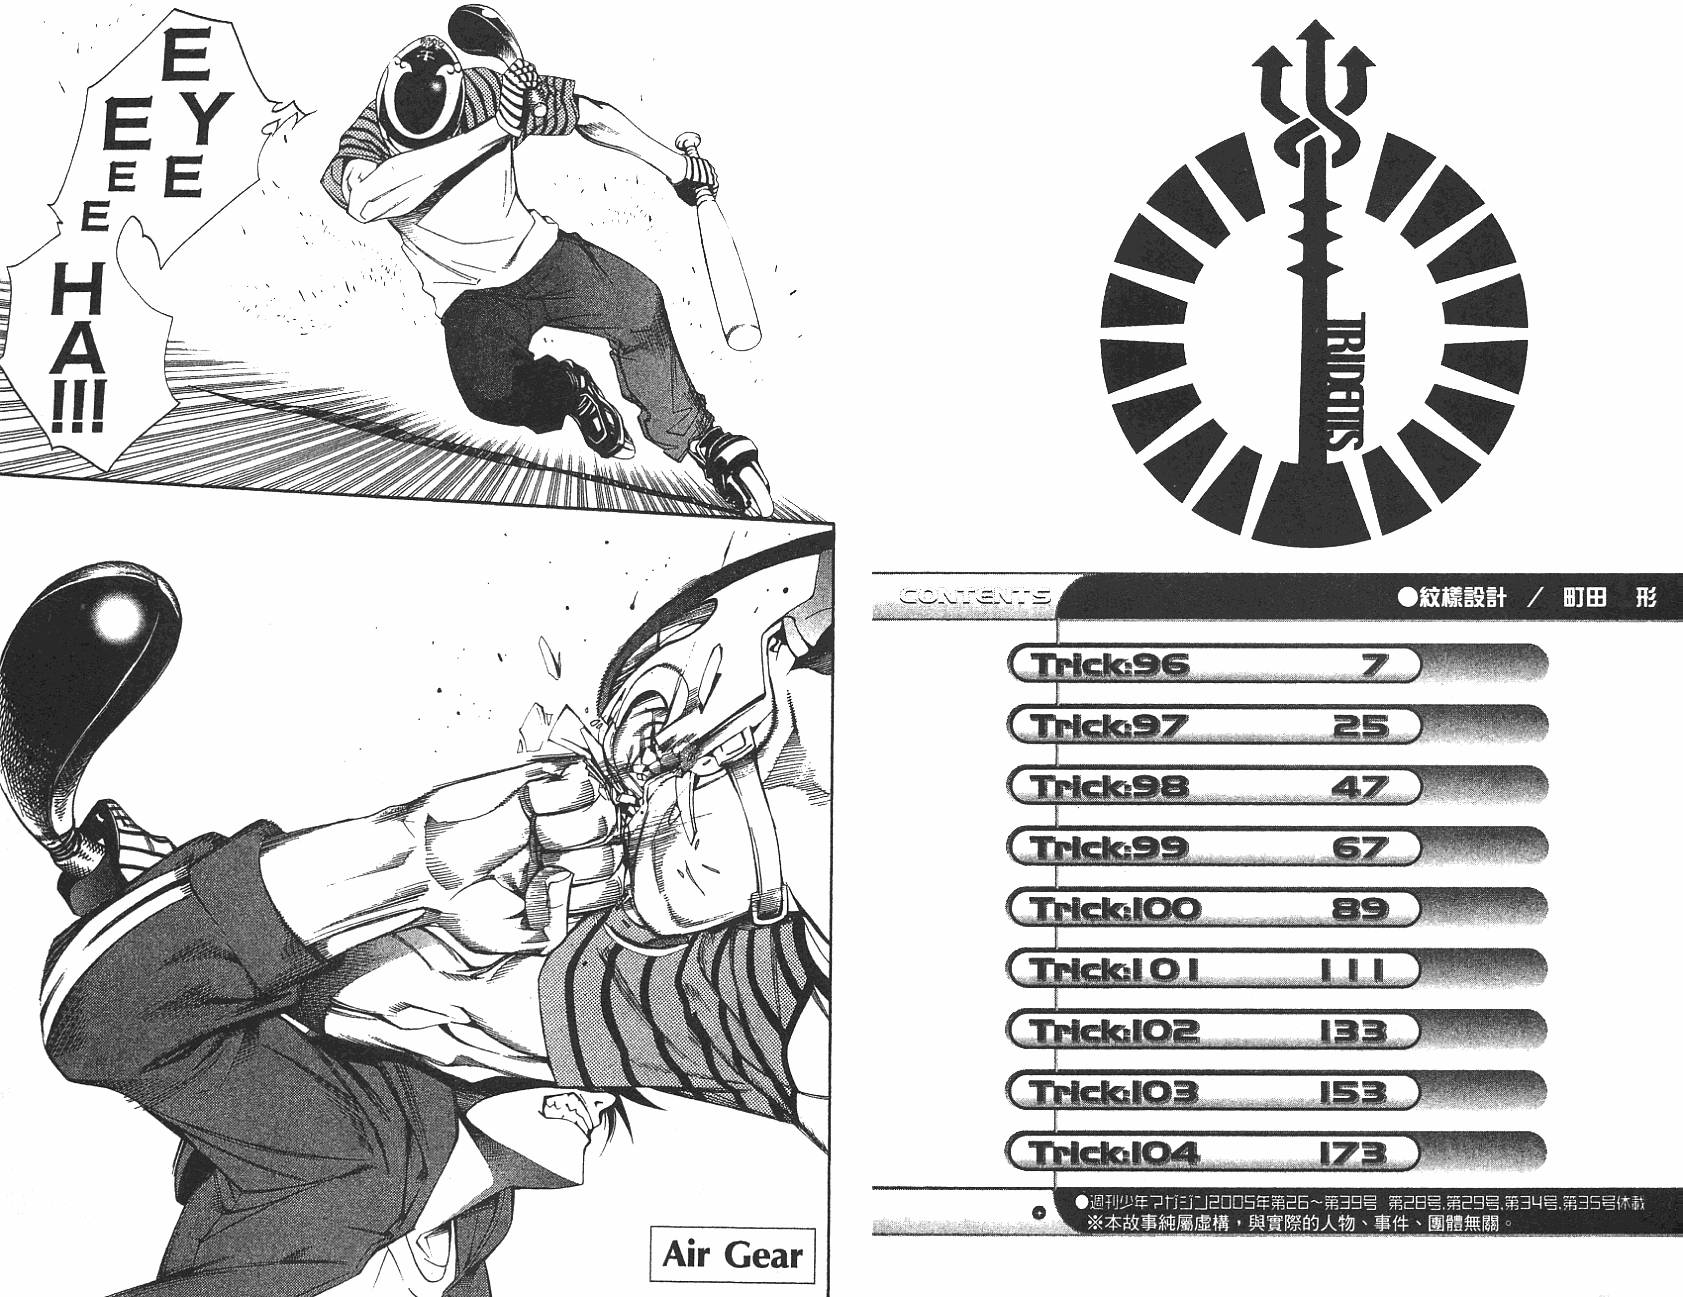 EYE
EEE
HA!!!
Air Gear
TRIDENTS
CONTENTS
●紋樣設計 / 町田 形
Trick:96 7
Trick:97 25
Trick:98 47
Trick:99 67
Trick:100 89
Trick:101 111
Trick:102 133
Trick:103 153
Trick:104 173
●週刊少年マガジン2005年第26～第39号 第28号,第29号,第34号,第35号休載
※本故事純屬虛構，與實際的人物、事件、團體無關。